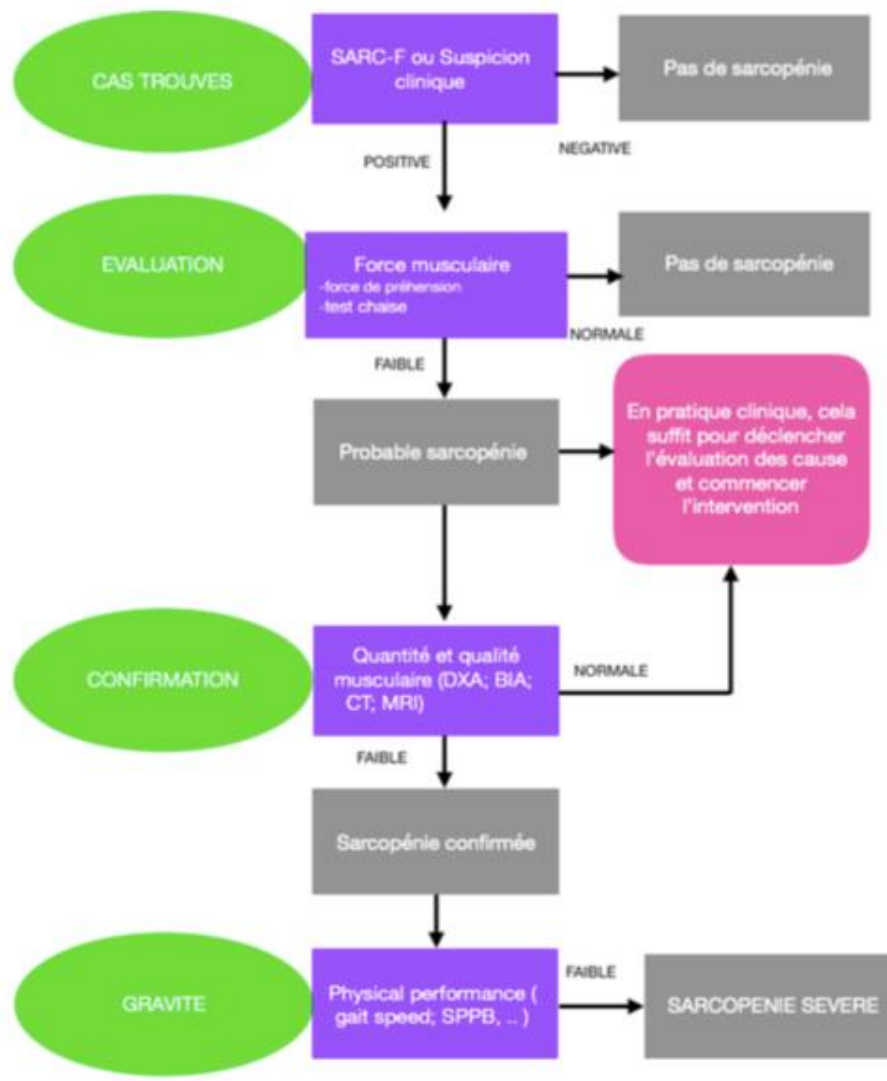 CAS TROUVES
SARC-F ou Suspicion
clinique
Pas de sarcopénie
POSITIVE
NEGATIVE
EVALUATION
Force musculaire
-force de préhension
-test chaise
Pas de sarcopénie
NORMALE
FAIBLE
Probable sarcopénie
En pratique clinique, cela
suffit pour déclencher
l'évaluation des cause
et commencer
l'intervention
CONFIRMATION
Quantité et qualité
musculaire (DXA; BIA;
CT; MRI)
NORMALE
FAIBLE
Sarcopénie confirmée
GRAVITE
Physical performance (
gait speed; SPPB, .. )
FAIBLE
SARCOPENIE SEVERE